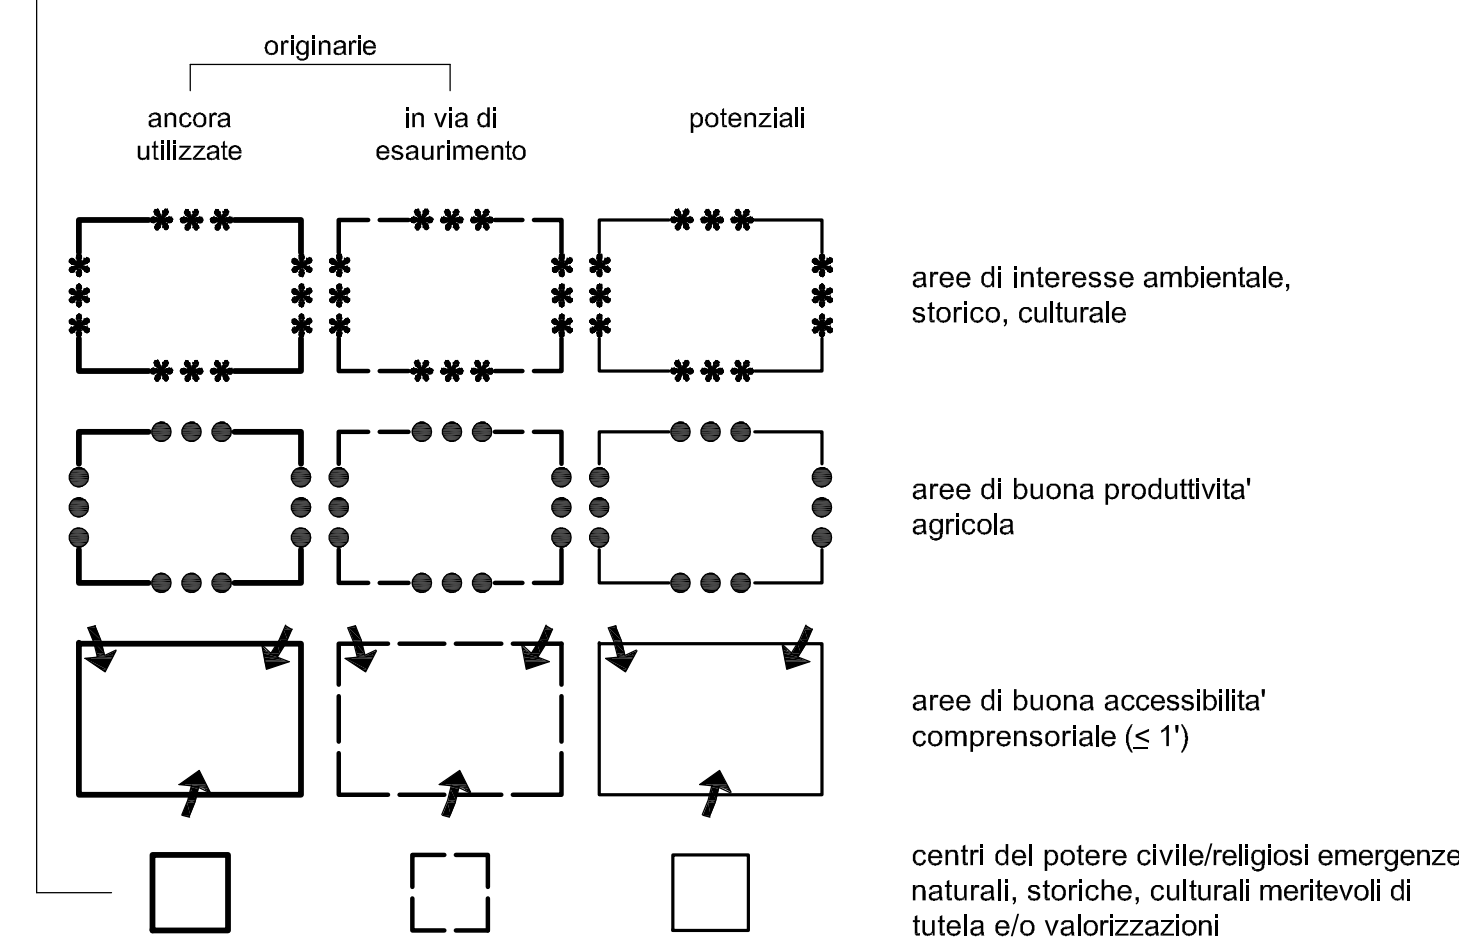 originarie
ancora
utilizzate
in via di
esaurimento
potenziali
aree di interesse ambientale,
storico, culturale
aree di buona produttivita'
agricola
aree di buona accessibilita'
comprensoriale (≤ 1')
centri del potere civile/religiosi emergenze
naturali, storiche, culturali meritevoli di
tutela e/o valorizzazioni